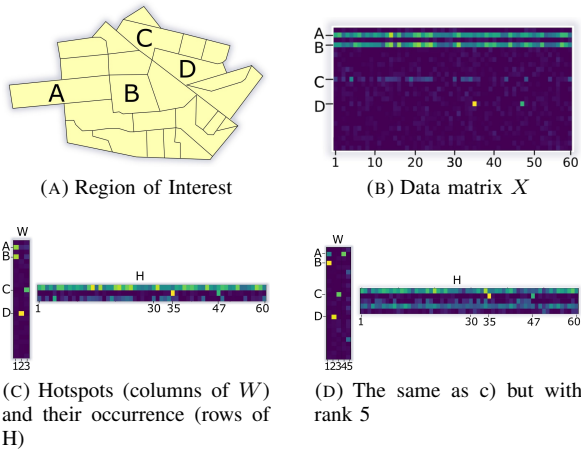 C
D
A
B
(A) Region of Interest
A
B
C
D
1 10 20 30 40 50 60
(B) Data matrix X
W
A
B
C
D
123
H
1 30 35 47 60
(C) Hotspots (columns of W)
and their occurrence (rows of
H)
W
A
B
C
D
12345
H
1 30 35 47 60
(D) The same as c) but with
rank 5